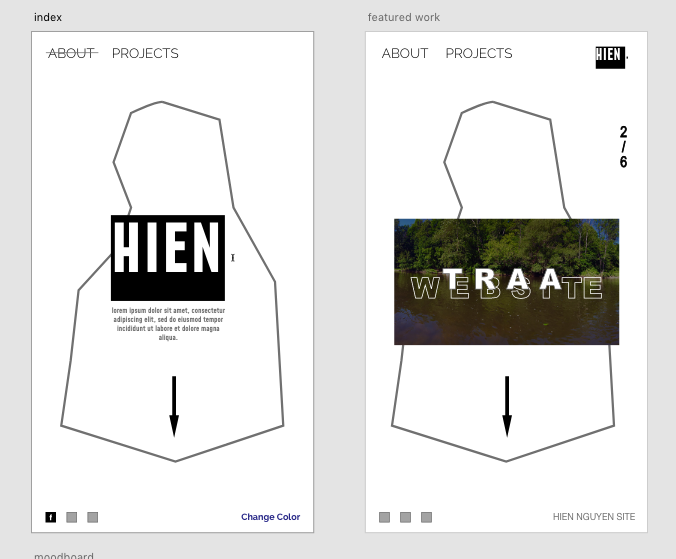 index
ABOUT PROJECTS
HIEN
lorem ipsum dolor sit amet, consectetur
adipiscing elit, sed do eiusmod tempor
incididunt ut labore et dolore magna
aliqua.
f
Change Color
featured work
ABOUT PROJECTS
HIEN.
2
/
6
TRAA
WEBSITE
HIEN NGUYEN SITE
moodboard